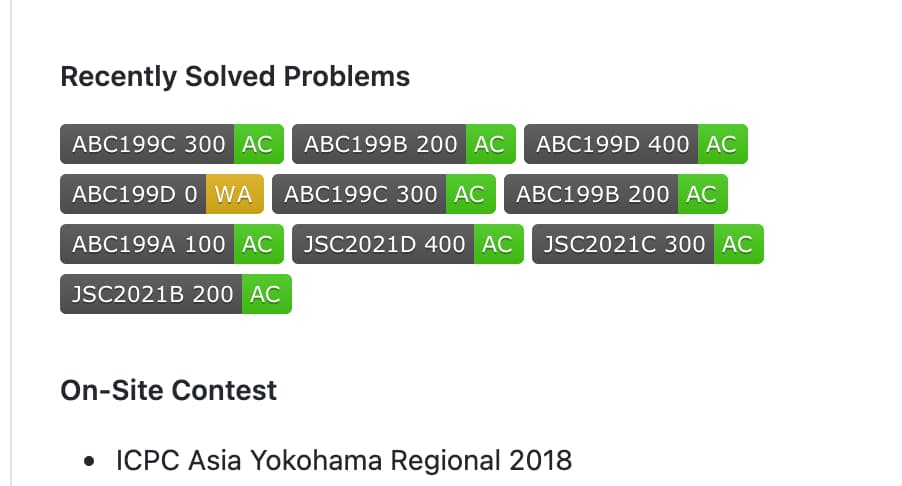 Recently Solved Problems
ABC199C 300 AC ABC199B 200 AC ABC199D 400 AC
ABC199D 0 WA ABC199C 300 AC ABC199B 200 AC
ABC199A 100 AC JSC2021D 400 AC JSC2021C 300 AC
JSC2021B 200 AC
On-Site Contest
• ICPC Asia Yokohama Regional 2018